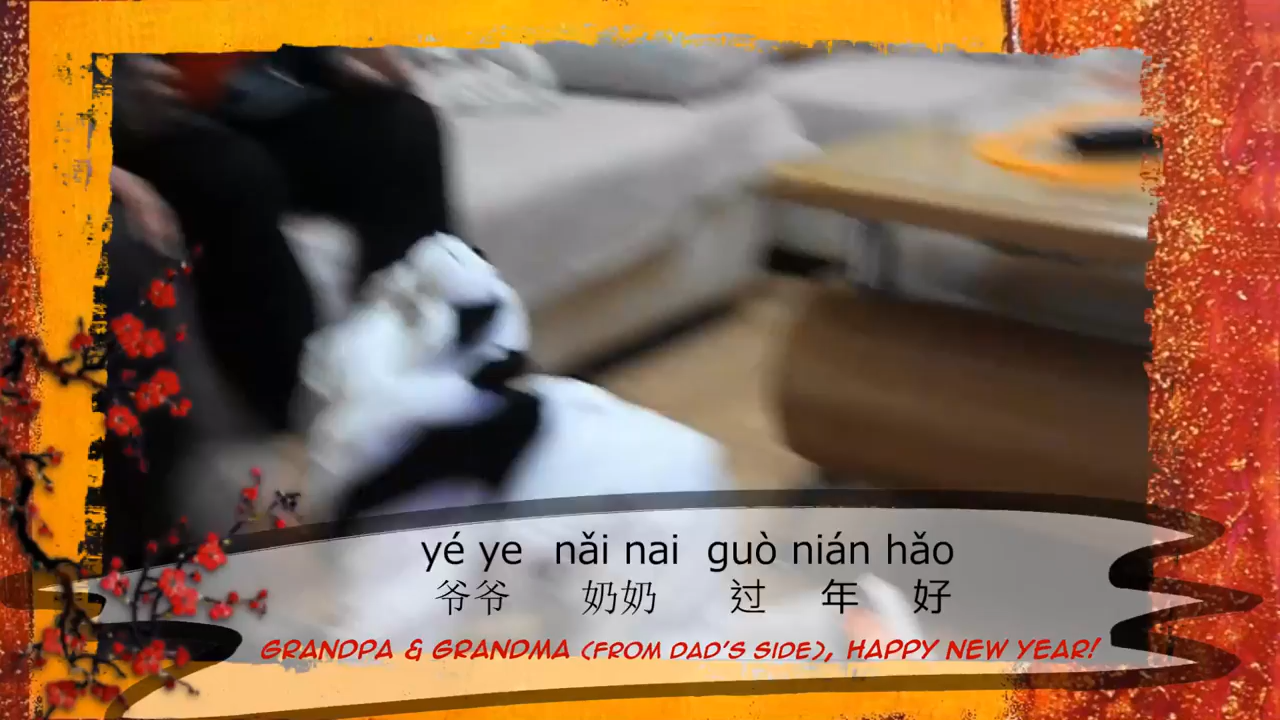 yé ye nǎi nai guò nián hǎo
爷爷 奶奶 过 年 好
GRANDPA & GRANDMA (FROM DAD'S SIDE), HAPPY NEW YEAR!